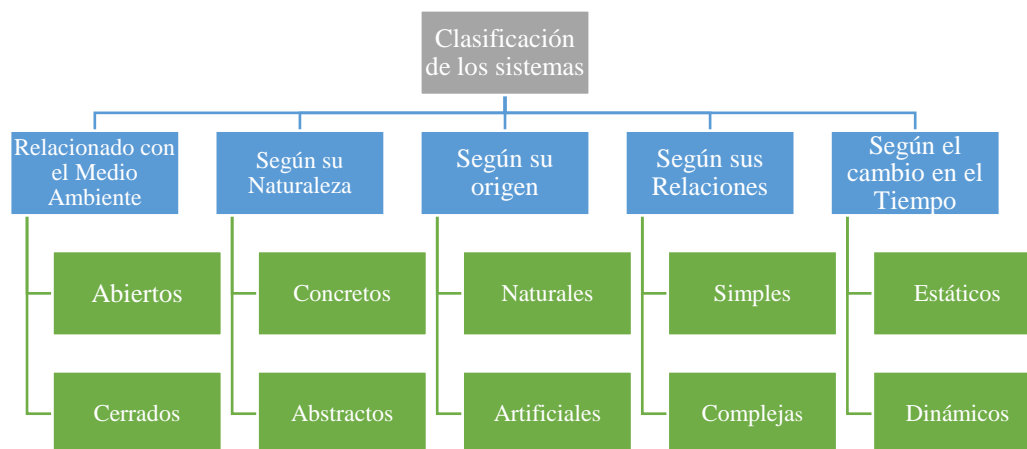 Clasificación
de los sistemas
Relacionado con
el Medio
Ambiente
Según su
Naturaleza
Según su
origen
Según sus
Relaciones
Según el
cambio en el
Tiempo
Abiertos
Concretos
Naturales
Simples
Estáticos
Cerrados
Abstractos
Artificiales
Complejas
Dinámicos